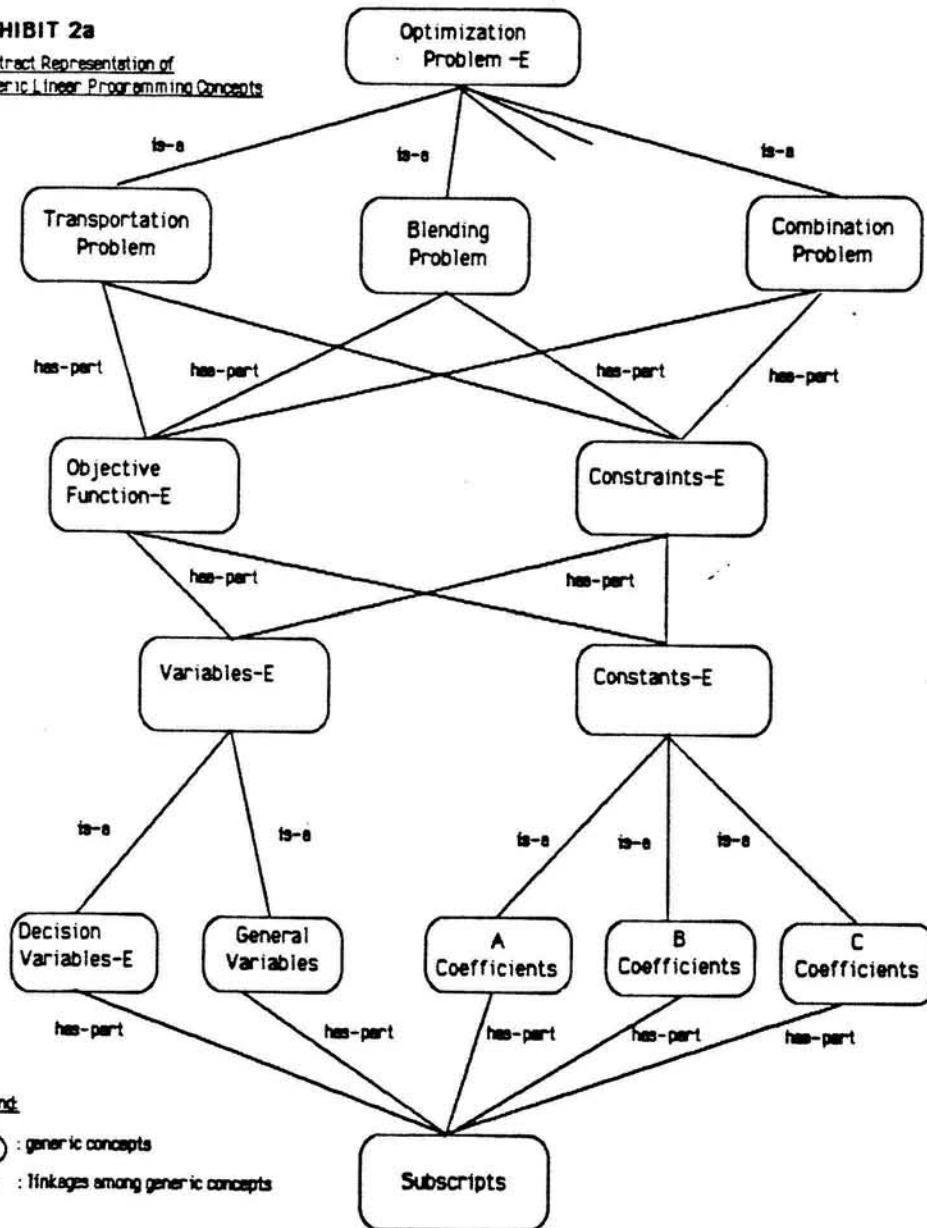 HIBIT 2a
tract Representation of
eric Linear Programming Concepts
Optimization
Problem -E
is-a
is-a
is-a
Transportation
Problem
Blending
Problem
Combination
Problem
has-part
has-part
has-part
has-part
Objective
Function-E
Constraints-E
has-part
has-part
Variables-E
Constants-E
is-a
is-a
is-a
is-a
is-a
Decision
Variables-E
General
Variables
A
Coefficients
B
Coefficients
C
Coefficients
has-part
has-part
has-part
has-part
has-part
nd:
: generic concepts
: linkages among generic concepts
Subscripts